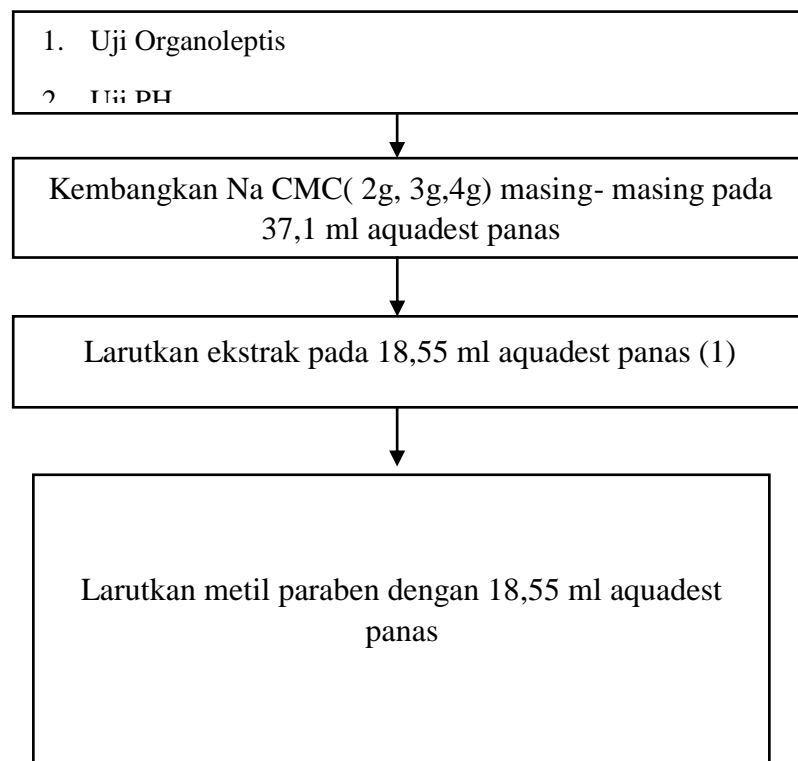 1. Uji Organoleptis
2. Uji PH
Kembangkan Na CMC( 2g, 3g,4g) masing- masing pada
37,1 ml aquadest panas
Larutkan ekstrak pada 18,55 ml aquadest panas (1)
Larutkan metil paraben dengan 18,55 ml aquadest
panas